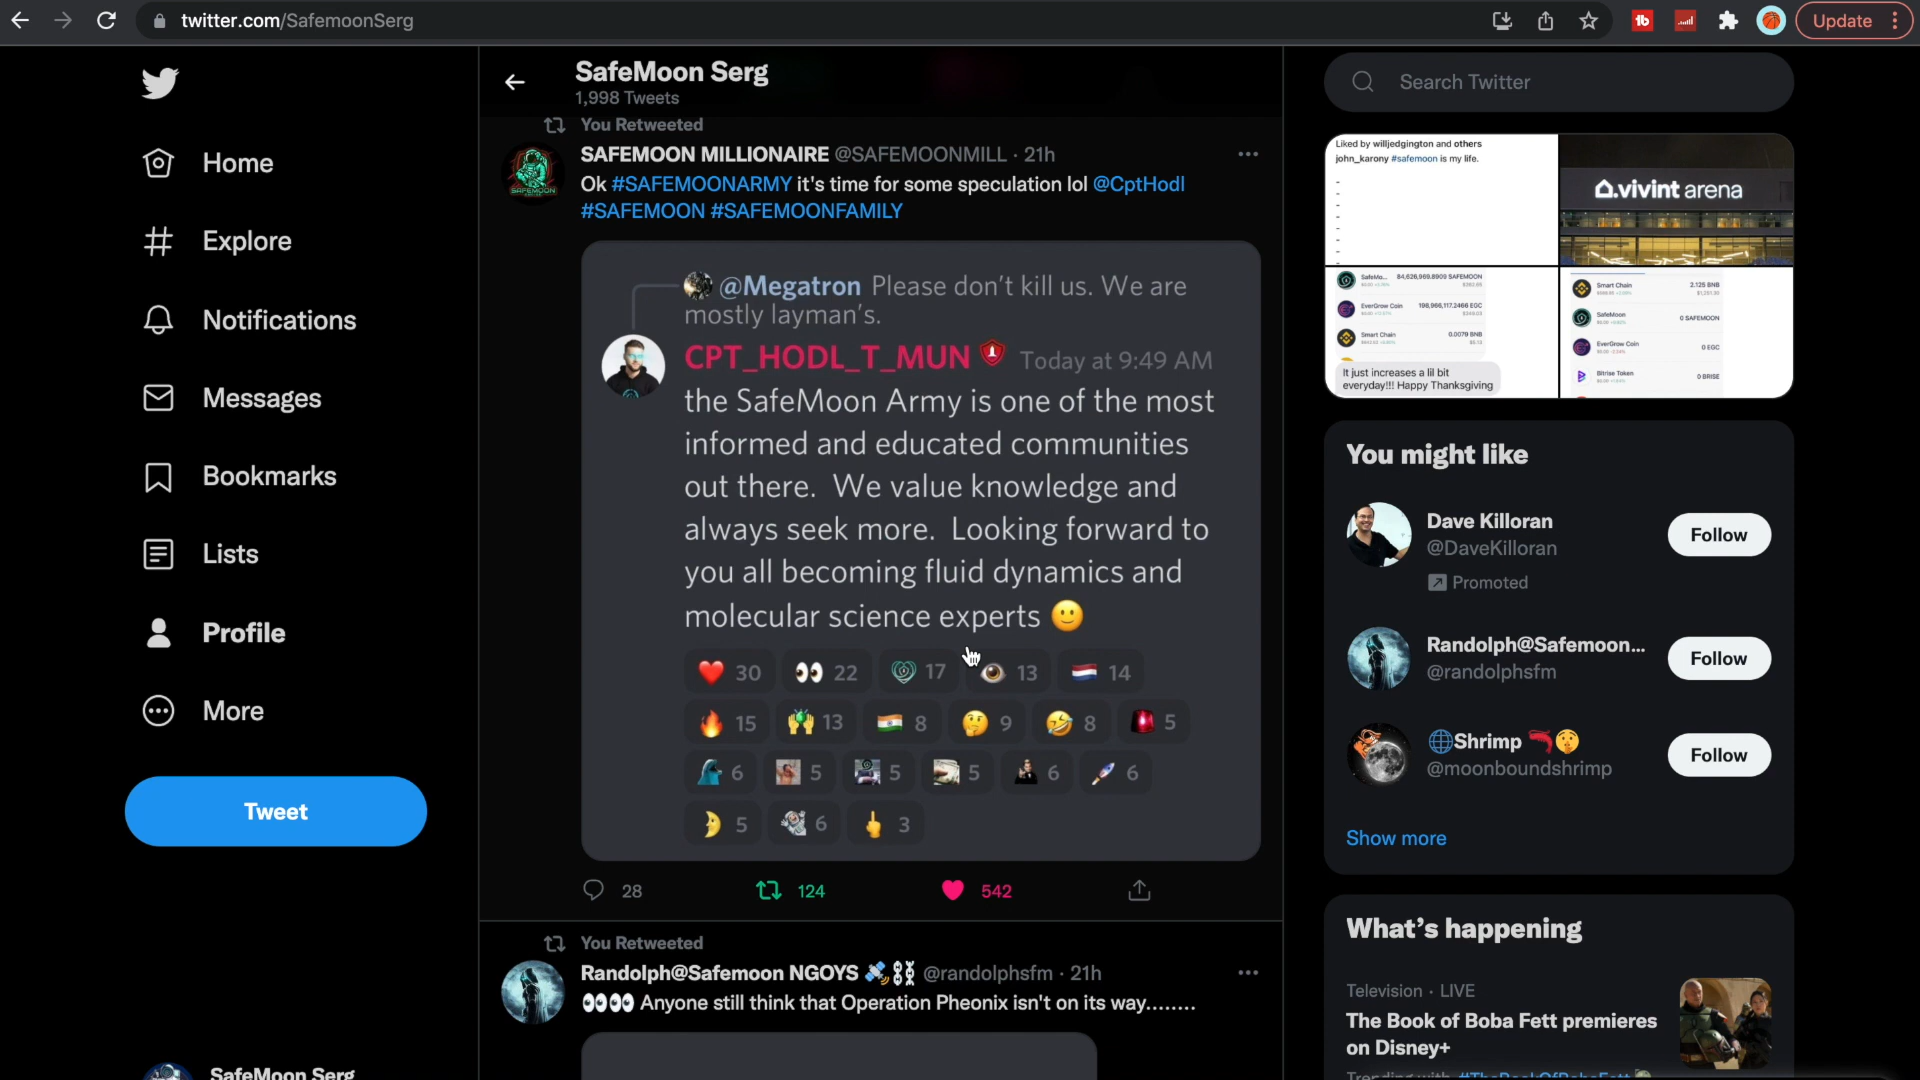 twitter.com/SafemoonSerg
Update
SafeMoon Serg
1,998 Tweets
Home
Explore
Notifications
Messages
Bookmarks
Lists
Profile
More
Tweet
SafeMoon Serg
You Retweeted
SAFEMOON MILLIONAIRE @SAFEMOONMILL · 21h
Ok #SAFEMOONARMY it's time for some speculation lol @CptHodl
#SAFEMOON #SAFEMOONFAMILY
@Megatron Please don't kill us. We are
mostly layman's.
CPT_HODL_T_MUN Today at 9:49 AM
the SafeMoon Army is one of the most
informed and educated communities
out there. We value knowledge and
always seek more. Looking forward to
you all becoming fluid dynamics and
molecular science experts 🙂
❤️ 30 👀 22 17 👁 13 🇳🇱 14
🔥 15 13 🇮🇳 8 🤔 9 🤣 8 🚨 5
6 5 5 5 6 6
🌛 5 6 🖕 3
28 124 542
You Retweeted
Randolph@Safemoon NGOYS 🛰️⛓️ @randolphsfm · 21h
👀👀 Anyone still think that Operation Pheonix isn't on its way........
Search Twitter
Liked by willjedgington and others
john_karony #safemoon is my life.
vivint arena
SafeMo... 84,626,969.8909 SAFEMOON
EverGrow Coin 198,966,117.2466 EGC
Smart Chain 0.0079 BNB
It just increases a lil bit
everyday!!! Happy Thanksgiving
Smart Chain 2.125 BNB
SafeMoon 0 SAFEMOON
EverGrow Coin 0 EGC
Bitrise Token 0 BRISE
You might like
Dave Killoran
@DaveKilloran
Promoted
Follow
Randolph@Safemoon...
@randolphsfm
Follow
🌐Shrimp 🦐🤫
@moonboundshrimp
Follow
Show more
What's happening
Television · LIVE
The Book of Boba Fett premieres
on Disney+
Trending with #TheBookOfBobaFett